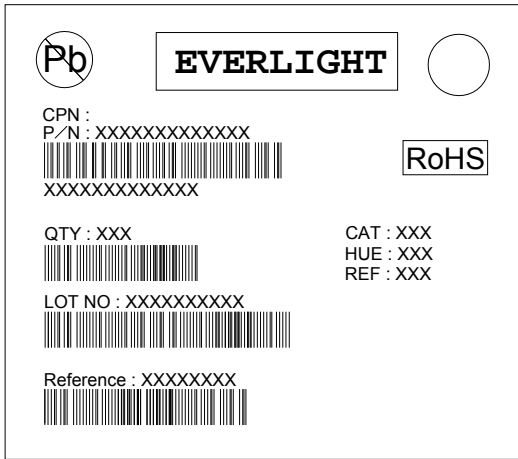 Pb
EVERLIGHT
CPN :
P/N : XXXXXXXXXXXXX
RoHS
XXXXXXXXXXXXX
QTY : XXX
CAT : XXX
HUE : XXX
REF : XXX
LOT NO : XXXXXXXXXX
Reference : XXXXXXXX